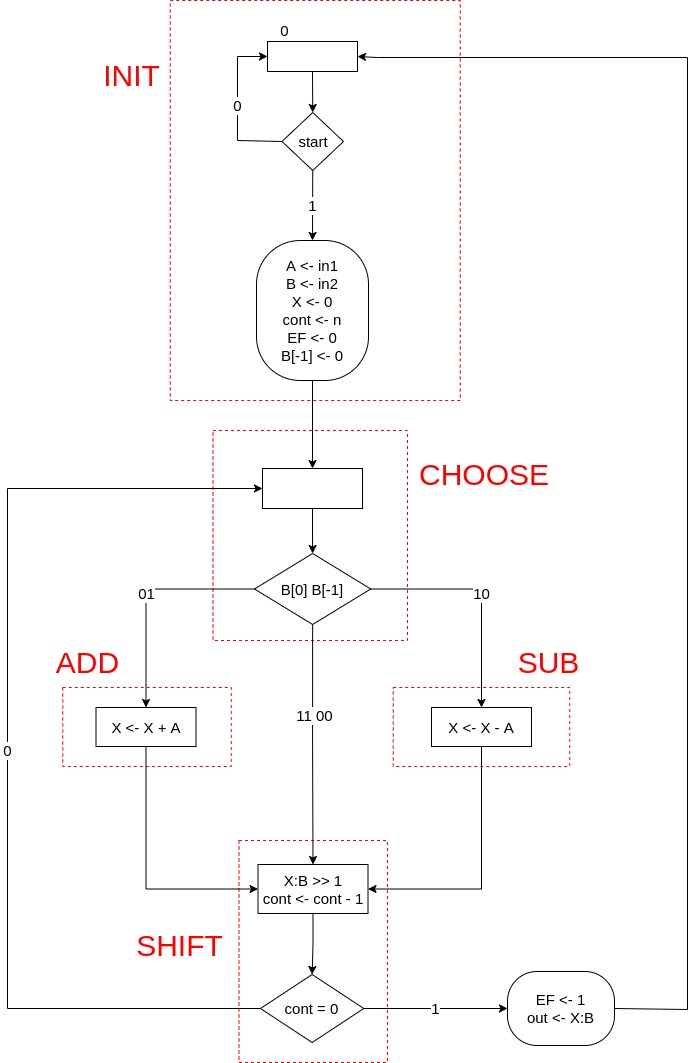 0
INIT
0
start
1
A <- in1
B <- in2
X <- 0
cont <- n
EF <- 0
B[-1] <- 0
CHOOSE
B[0] B[-1]
01
10
ADD
SUB
11 00
X <- X + A
X <- X - A
0
X:B >> 1
cont <- cont - 1
SHIFT
cont = 0
1
EF <- 1
out <- X:B